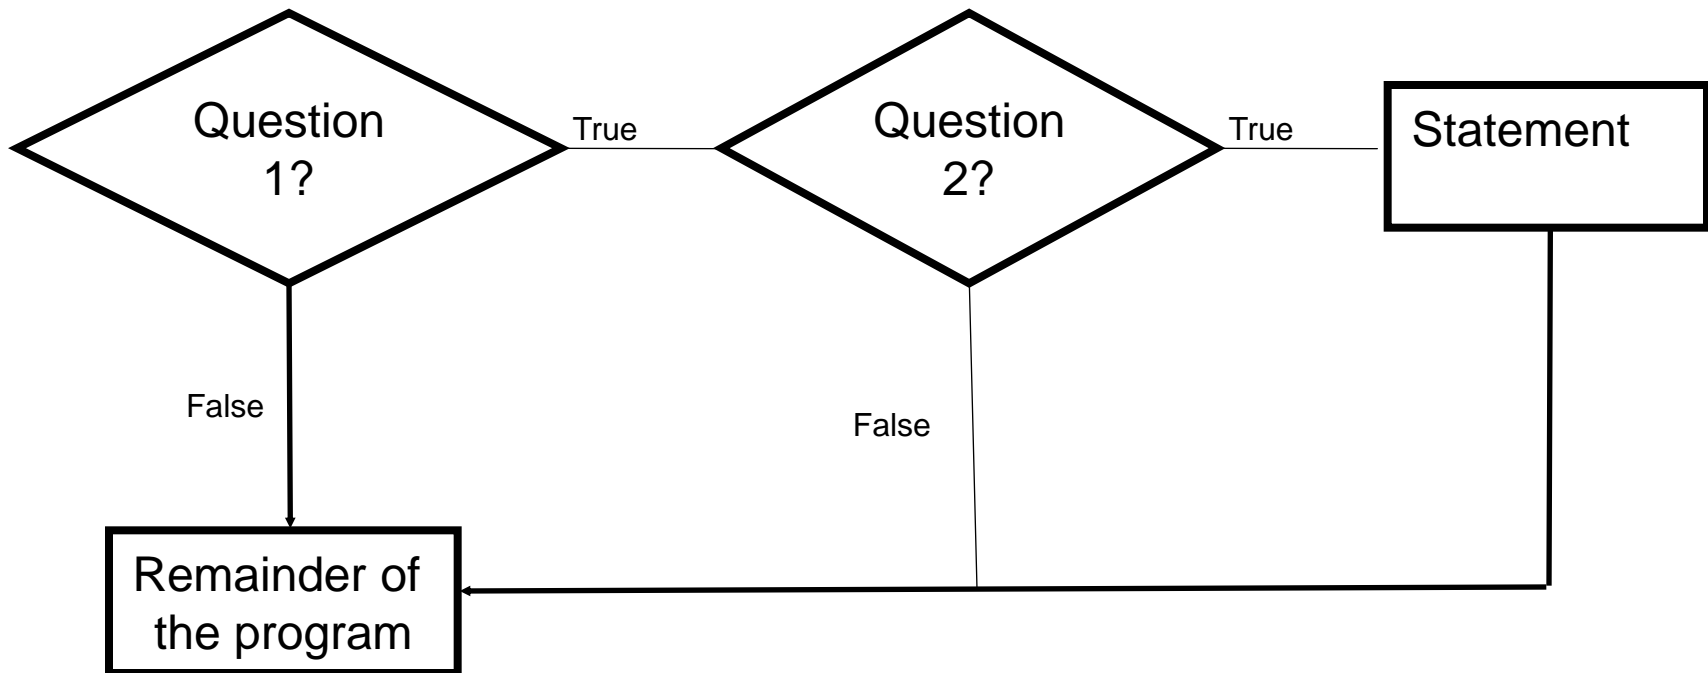 Question
1?
True
Question
2?
True
Statement
False
False
Remainder of
the program